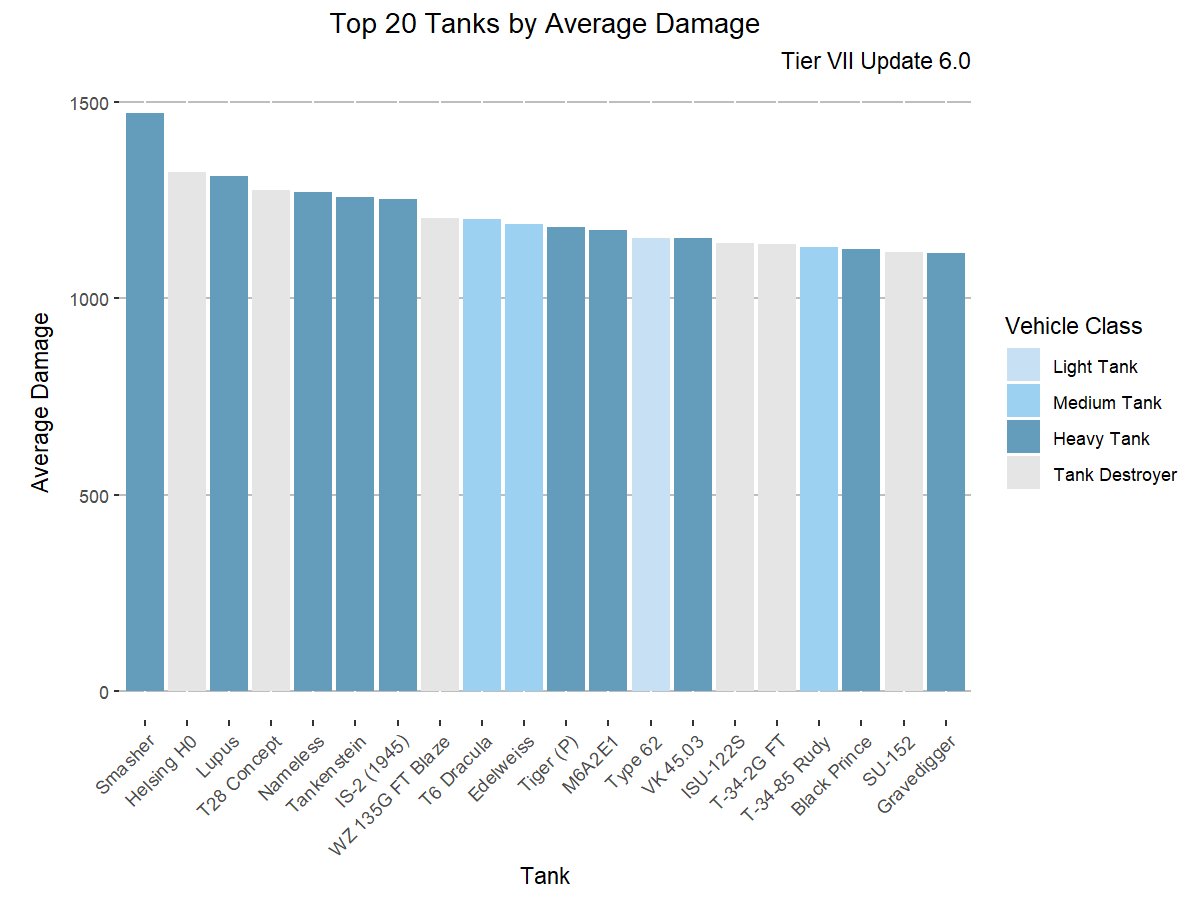 Top 20 Tanks by Average Damage
Tier VII Update 6.0
Average Damage
1500
1000
500
0
Smasher
Helsing H0
Lupus
T28 Concept
Nameless
Tankenstein
IS-2 (1945)
WZ 135G FT Blaze
T6 Dracula
Edelweiss
Tiger (P)
M6A2E1
Type 62
VK 45.03
ISU-122S
T-34-2G FT
T-34-85 Rudy
Black Prince
SU-152
Gravedigger
Tank
Vehicle Class
Light Tank
Medium Tank
Heavy Tank
Tank Destroyer